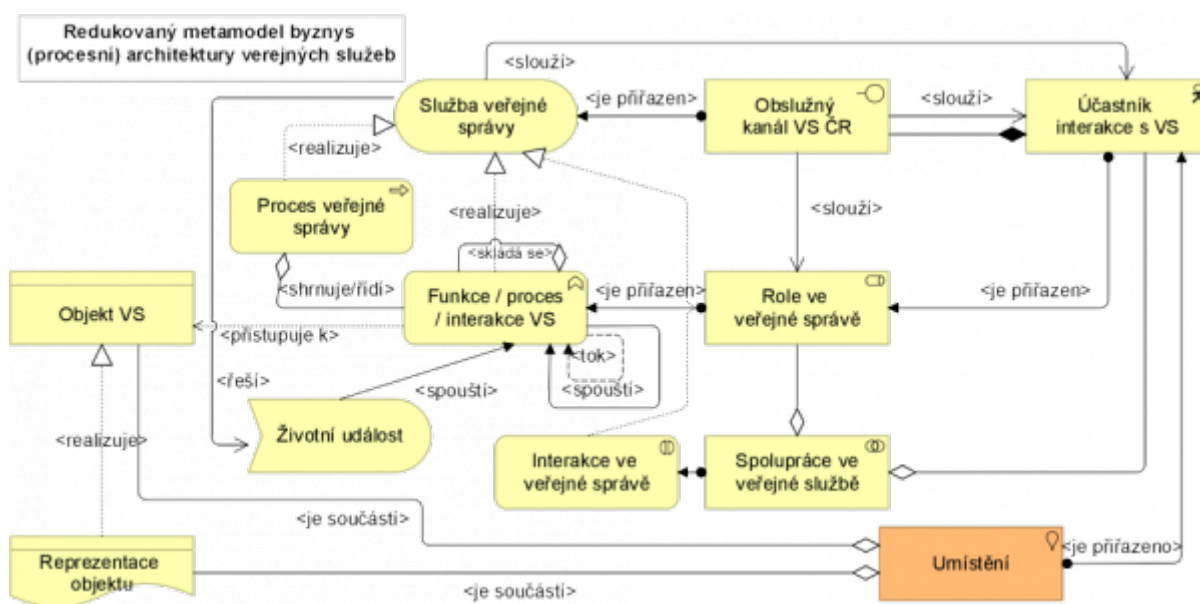 Redukovaný metamodel byznys
(procesní) architektury verejných služeb
<slouží>
Služba veřejné
správy
<je přiřazen>
Obslužný
kanál VS ČR
<slouží>
Účastník
interakce s VS
<realizuje>
Proces veřejné
správy
<realizuje>
<slouží>
<skládá se>
<shrnuje/řídí>
Funkce / proces
/ interakce VS
<je přiřazen>
Role ve
veřejné správě
<je přiřazen>
Objekt VS
<přistupuje k>
<tok>
<spouští>
<řeší>
<spouští>
Životní událost
<realizuje>
Interakce ve
veřejné správě
Spolupráce ve
veřejné službě
<je součástí>
Umístění
<je přiřazeno>
Reprezentace
objektu
<je součástí>